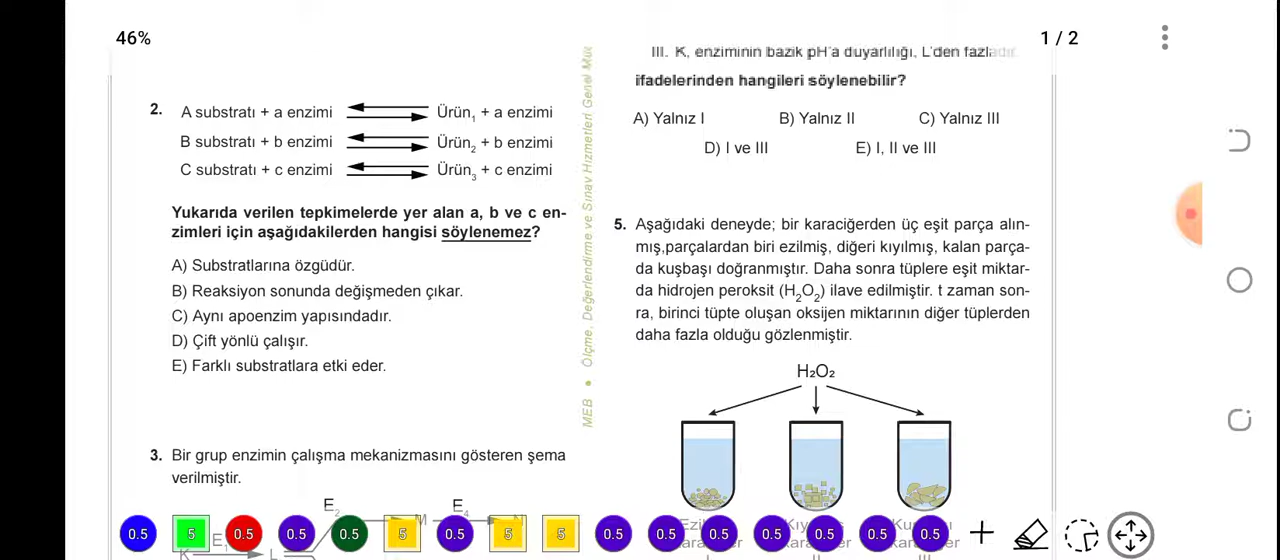 46%
1 / 2
2. A substratı + a enzimi Ürün1 + a enzimi
B substratı + b enzimi Ürün2 + b enzimi
C substratı + c enzimi Ürün3 + c enzimi
Yukarıda verilen tepkimelerde yer alan a, b ve c en-
zimleri için aşağıdakilerden hangisi söylenemez?
A) Substratlarına özgüdür.
B) Reaksiyon sonunda değişmeden çıkar.
C) Aynı apoenzim yapısındadır.
D) Çift yönlü çalışır.
E) Farklı substratlara etki eder.
3. Bir grup enzimin çalışma mekanizmasını gösteren şema
verilmiştir.
E2
E4
M
N
K
E1
L
MEB ● Ölçme, Değerlendirme ve Sınav Hizmetleri Genel Müd
III. K, enziminin bazik pH'a duyarlılığı, L'den fazladır.
ifadelerinden hangileri söylenebilir?
A) Yalnız I B) Yalnız II C) Yalnız III
D) I ve III E) I, II ve III
5. Aşağıdaki deneyde; bir karaciğerden üç eşit parça alın-
mış,parçalardan biri ezilmiş, diğeri kıyılmış, kalan parça-
da kuşbaşı doğranmıştır. Daha sonra tüplere eşit miktar-
da hidrojen peroksit (H2O2) ilave edilmiştir. t zaman son-
ra, birinci tüpte oluşan oksijen miktarının diğer tüplerden
daha fazla olduğu gözlenmiştir.
H2O2
0.5 5 0.5 0.5 0.5 5 0.5 5 5 0.5 0.5 0.5 0.5 0.5 0.5 0.5